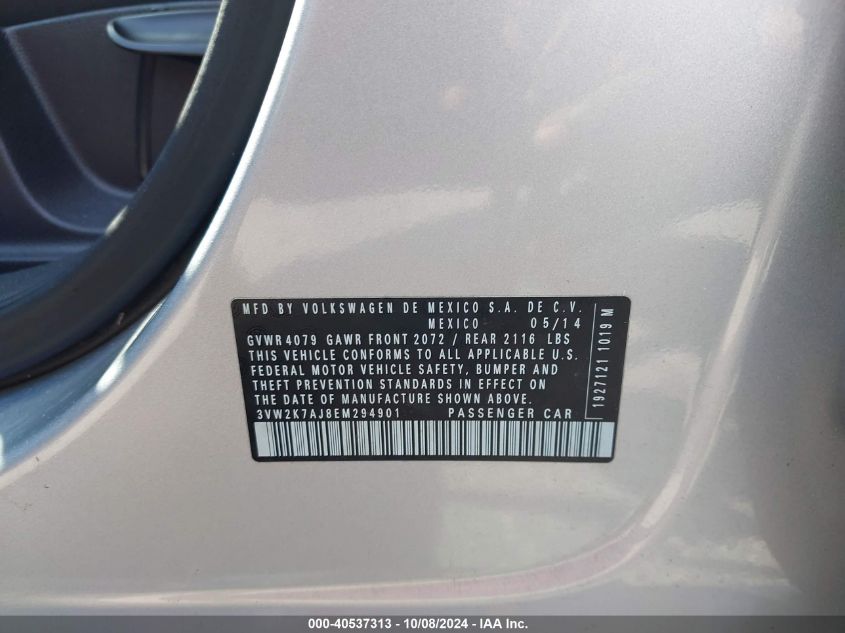 MFD BY VOLKSWAGEN DE MEXICO S.A. DE C.V.
MEXICO 05/14
GVWR 4079 GAWR FRONT 2072 / REAR 2116 LBS
THIS VEHICLE CONFORMS TO ALL APPLICABLE U.S.
FEDERAL MOTOR VEHICLE SAFETY, BUMPER AND
THEFT PREVENTION STANDARDS IN EFFECT ON
THE DATE OF MANUFACTURE SHOWN ABOVE.
3VW2K7AJ8EM294901 PASSENGER CAR
1927121 1019 M
000-40537313 - 10/08/2024 - IAA Inc.